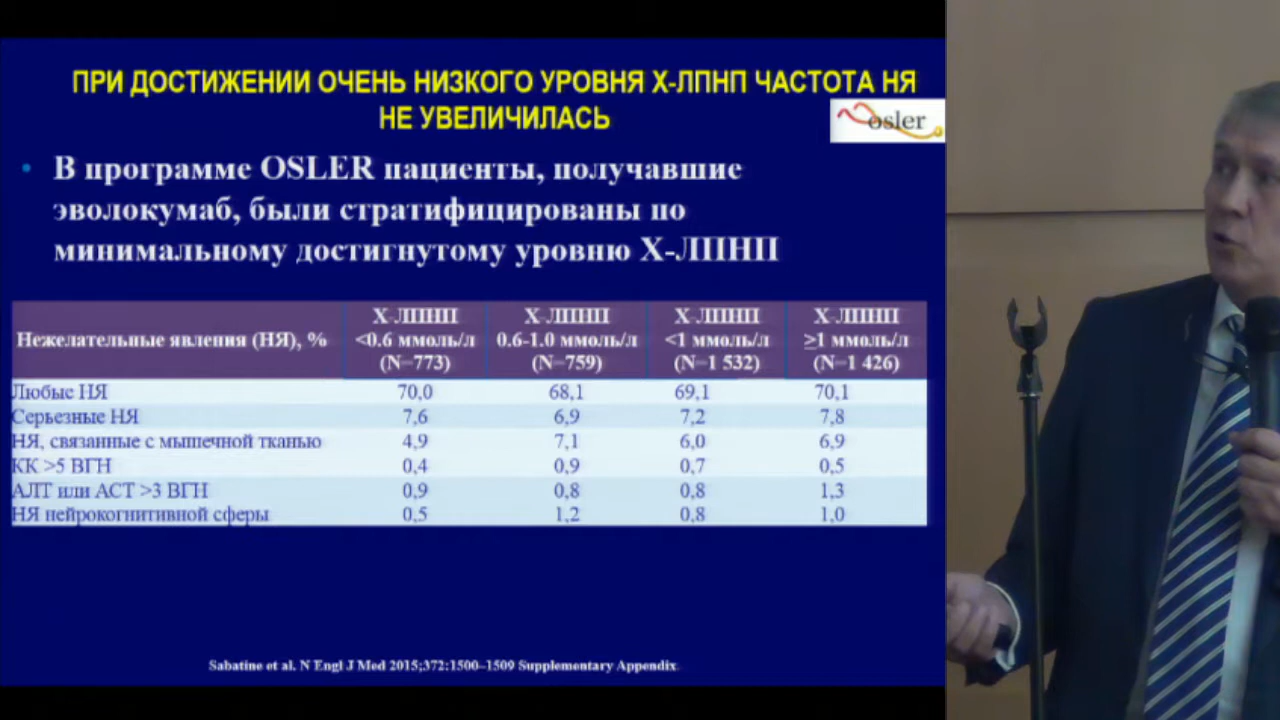 ПРИ ДОСТИЖЕНИИ ОЧЕНЬ НИЗКОГО УРОВНЯ Х-ЛПНП ЧАСТОТА НЯ
НЕ УВЕЛИЧИЛАСЬ
osler
• В программе OSLER пациенты, получавшие
эволокумаб, были стратифицированы по
минимальному достигнутому уровню Х-ЛПНП
Нежелательные явления (НЯ), % Х-ЛПНП <0.6 ммоль/л (N=773) Х-ЛПНП 0.6-1.0 ммоль/л (N=759) Х-ЛПНП <1 ммоль/л (N=1 532) Х-ЛПНП ≥1 ммоль/л (N=1 426)
Любые НЯ 70,0 68,1 69,1 70,1
Серьезные НЯ 7,6 6,9 7,2 7,8
НЯ, связанные с мышечной тканью 4,9 7,1 6,0 6,9
КК >5 ВГН 0,4 0,9 0,7 0,5
АЛТ или АСТ >3 ВГН 0,9 0,8 0,8 1,3
НЯ нейрокогнитивной сферы 0,5 1,2 0,8 1,0
Sabatine et al. N Engl J Med 2015;372:1500–1509 Supplementary Appendix